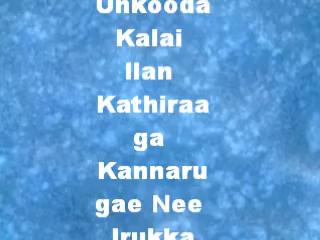 Unkooda
Kalai
Ilan
Kathiraa
ga
Kannaru
gae Nee
Irukka